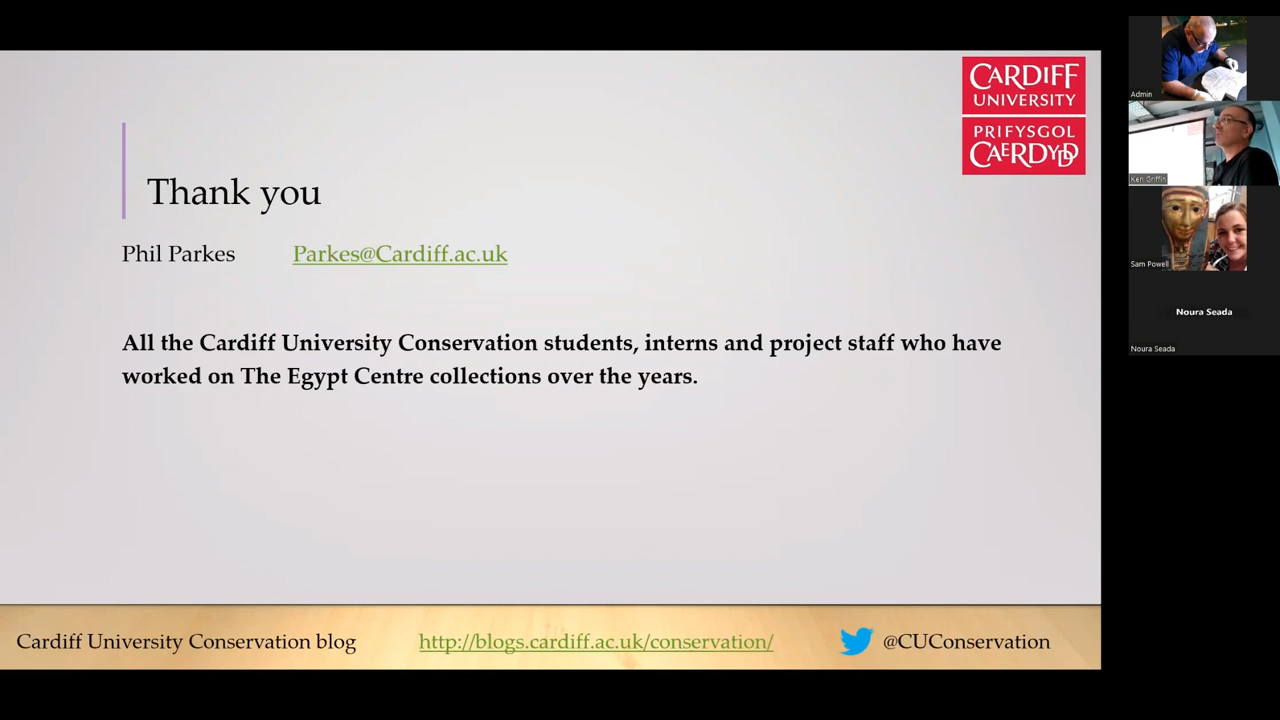 CARDIFF
UNIVERSITY
PRIFYSGOL
CAERDYDD
Thank you
Phil Parkes Parkes@Cardiff.ac.uk
All the Cardiff University Conservation students, interns and project staff who have
worked on The Egypt Centre collections over the years.
Cardiff University Conservation blog http://blogs.cardiff.ac.uk/conservation/ @CUConservation
Admin
Ken Griffin
Sam Powell
Noura Seada
Noura Seada